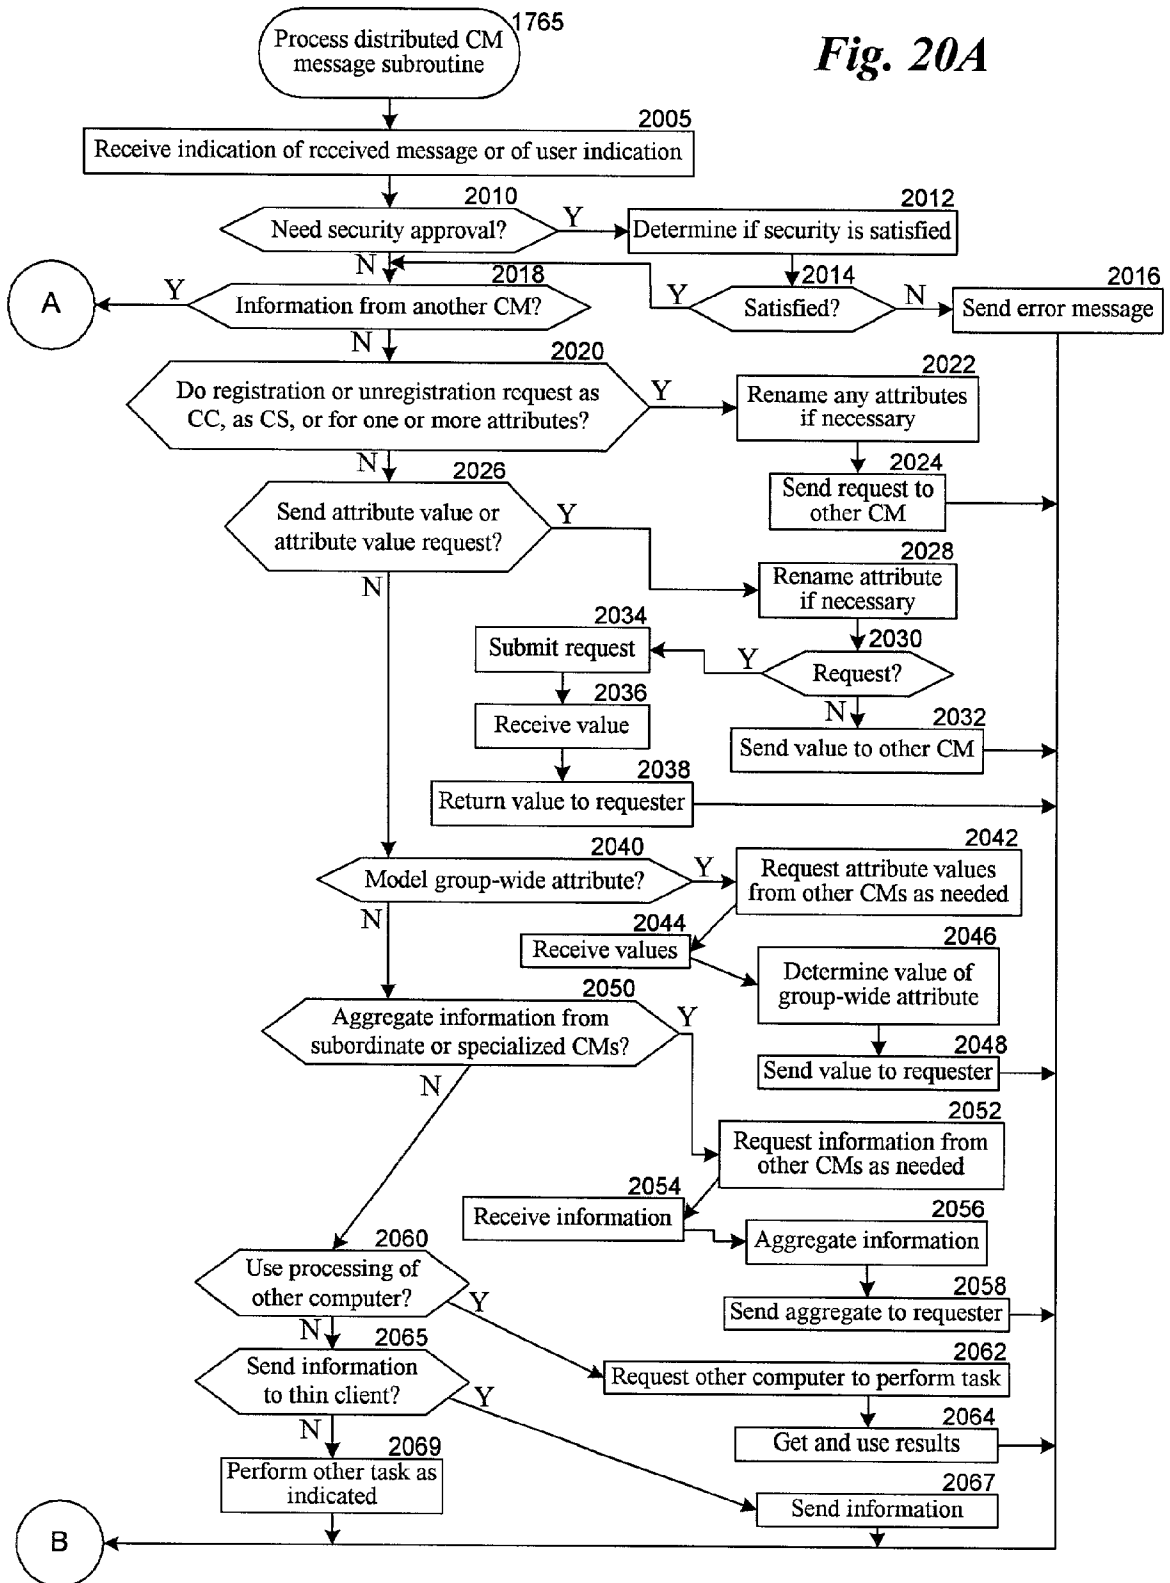 1765
Process distributed CM
message subroutine
Fig. 20A
2005
Receive indication of received message or of user indication
2010
Need security approval?
Y
2012
Determine if security is satisfied
N
2014
Satisfied?
Y
N
2016
Send error message
2018
Information from another CM?
Y
A
N
2020
Do registration or unregistration request as
CC, as CS, or for one or more attributes?
Y
2022
Rename any attributes
if necessary
2024
Send request to
other CM
N
2026
Send attribute value or
attribute value request?
Y
2028
Rename attribute
if necessary
N
2030
Request?
Y
2034
Submit request
2036
Receive value
N
2032
Send value to other CM
2038
Return value to requester
2040
Model group-wide attribute?
Y
2042
Request attribute values
from other CMs as needed
N
2044
Receive values
2046
Determine value of
group-wide attribute
2048
Send value to requester
2050
Aggregate information from
subordinate or specialized CMs?
Y
N
2052
Request information from
other CMs as needed
2054
Receive information
2056
Aggregate information
2058
Send aggregate to requester
2060
Use processing of
other computer?
Y
N
2062
Request other computer to perform task
2064
Get and use results
2065
Send information
to thin client?
Y
N
2067
Send information
2069
Perform other task as
indicated
B